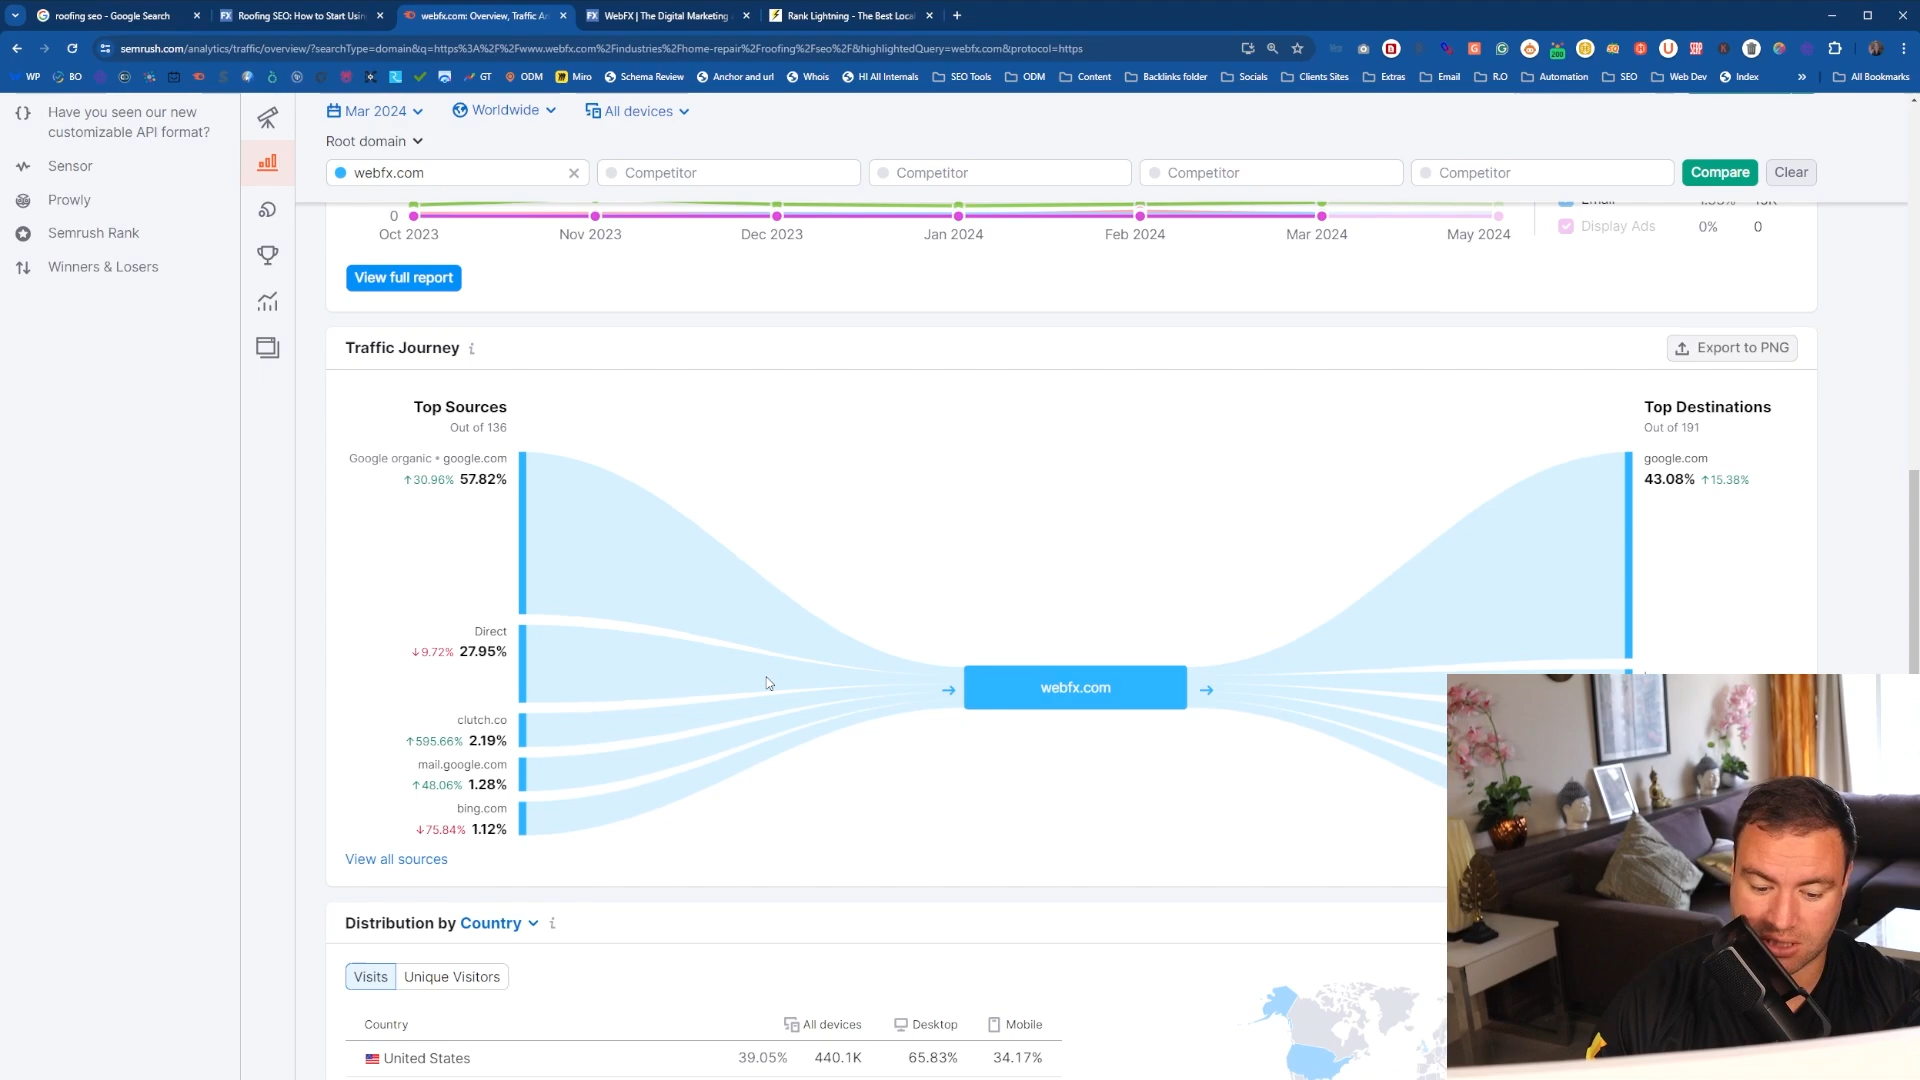 roofing seo - Google Search
Roofing SEO: How to Start Usin
webfx.com: Overview, Traffic An
WebFX | The Digital Marketing
Rank Lightning - The Best Local
semrush.com/analytics/traffic/overview/?searchType=domain&q=https%3A%2F%2Fwww.webfx.com%2Findustries%2Fhome-repair%2Froofing%2Fseo%2F&highlightedQuery=webfx.com&protocol=https
WP BO GT ODM Miro Schema Review Anchor and url Whois HI All Internals SEO Tools ODM Content Backlinks folder Socials Clients Sites Extras Email R.O Automation SEO Web Dev Index » All Bookmarks
Have you seen our new
customizable API format?
Sensor
Prowly
Semrush Rank
Winners & Losers
Mar 2024 Worldwide All devices
Root domain
webfx.com Competitor Competitor Competitor Competitor Compare Clear
0
Oct 2023 Nov 2023 Dec 2023 Jan 2024 Feb 2024 Mar 2024 May 2024
Display Ads 0% 0
View full report
Traffic Journey i
Export to PNG
Top Sources
Out of 136
Google organic • google.com
↑30.96% 57.82%
Direct
↓9.72% 27.95%
clutch.co
↑595.66% 2.19%
mail.google.com
↑48.06% 1.28%
bing.com
↓75.84% 1.12%
View all sources
→ webfx.com →
Top Destinations
Out of 191
google.com
43.08% ↑15.38%
Distribution by Country i
Visits Unique Visitors
Country All devices Desktop Mobile
United States 39.05% 440.1K 65.83% 34.17%